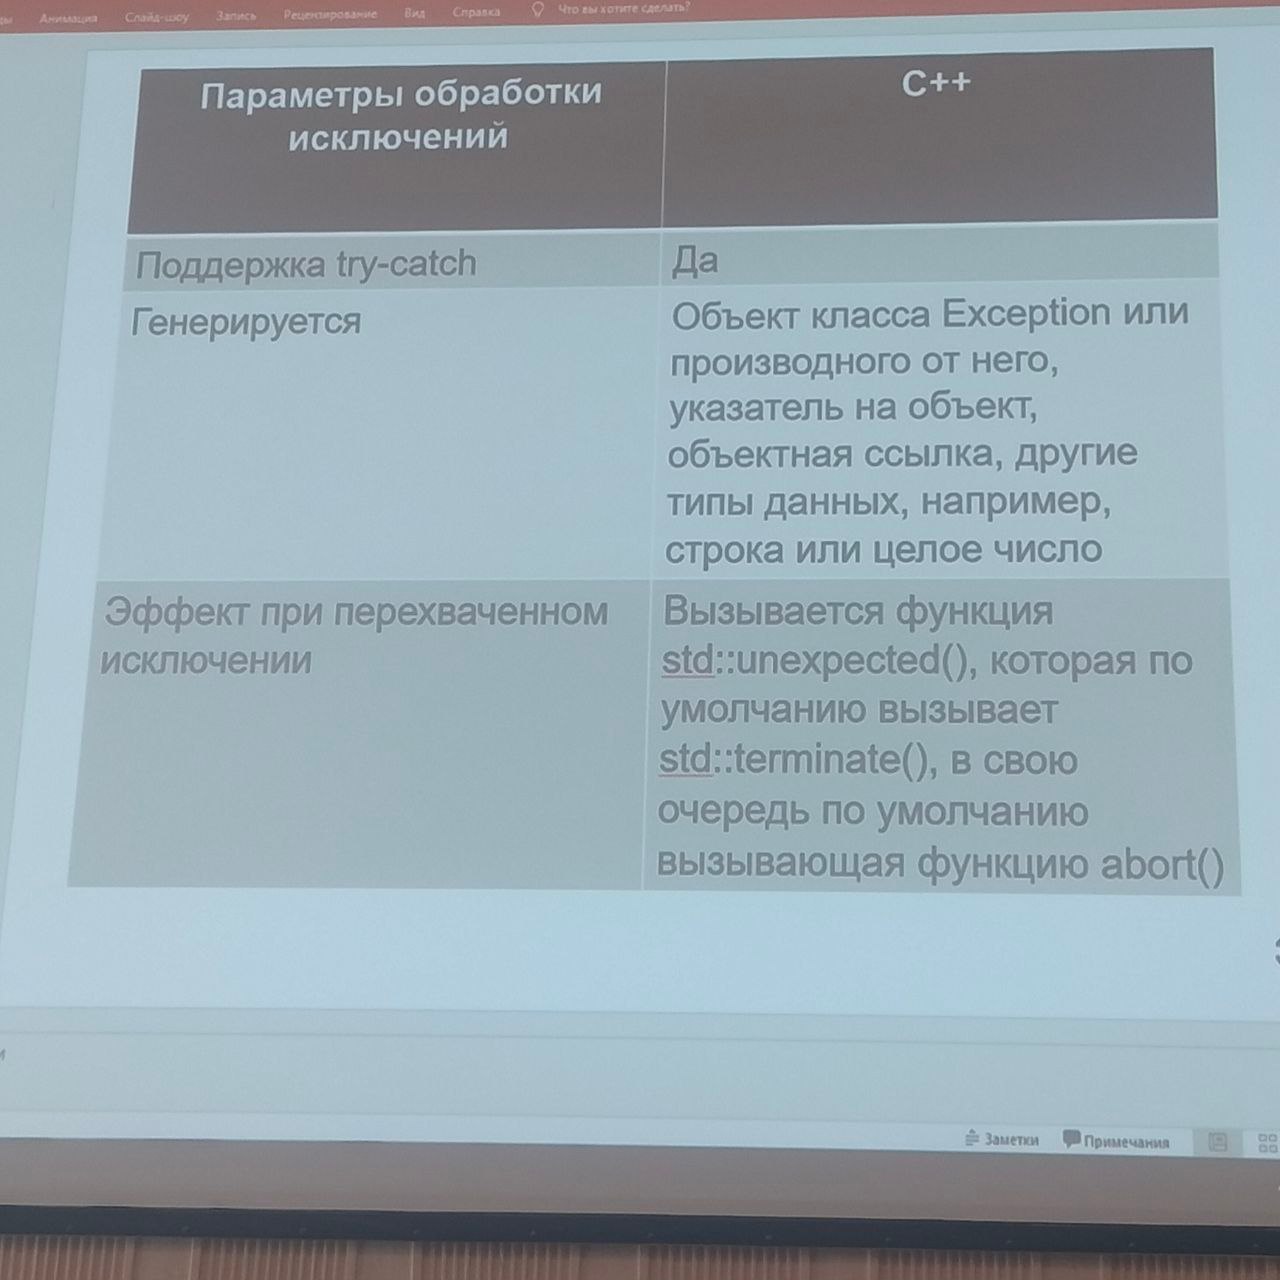 Анимация Слайд-шоу Запись Рецензирование Вид Справка Что вы хотите сделать?
Параметры обработки
исключений
C++
Поддержка try-catch
Да
Генерируется
Объект класса Exception или
производного от него,
указатель на объект,
объектная ссылка, другие
типы данных, например,
строка или целое число
Эффект при перехваченном
исключении
Вызывается функция
std::unexpected(), которая по
умолчанию вызывает
std::terminate(), в свою
очередь по умолчанию
вызывающая функцию abort()
Заметки Примечания